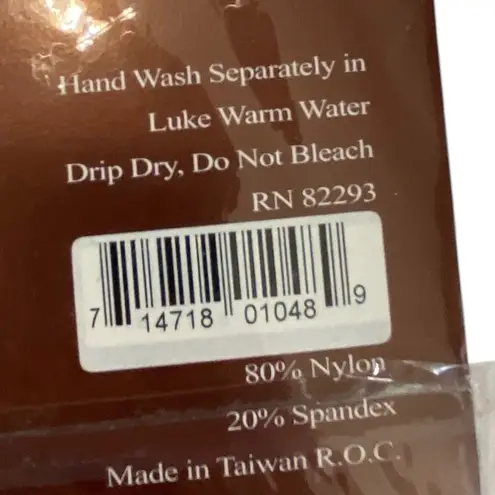 Hand Wash Separately in
Luke Warm Water
Drip Dry, Do Not Bleach
RN 82293
7 14718 01048 9
80% Nylon
20% Spandex
Made in Taiwan R.O.C.